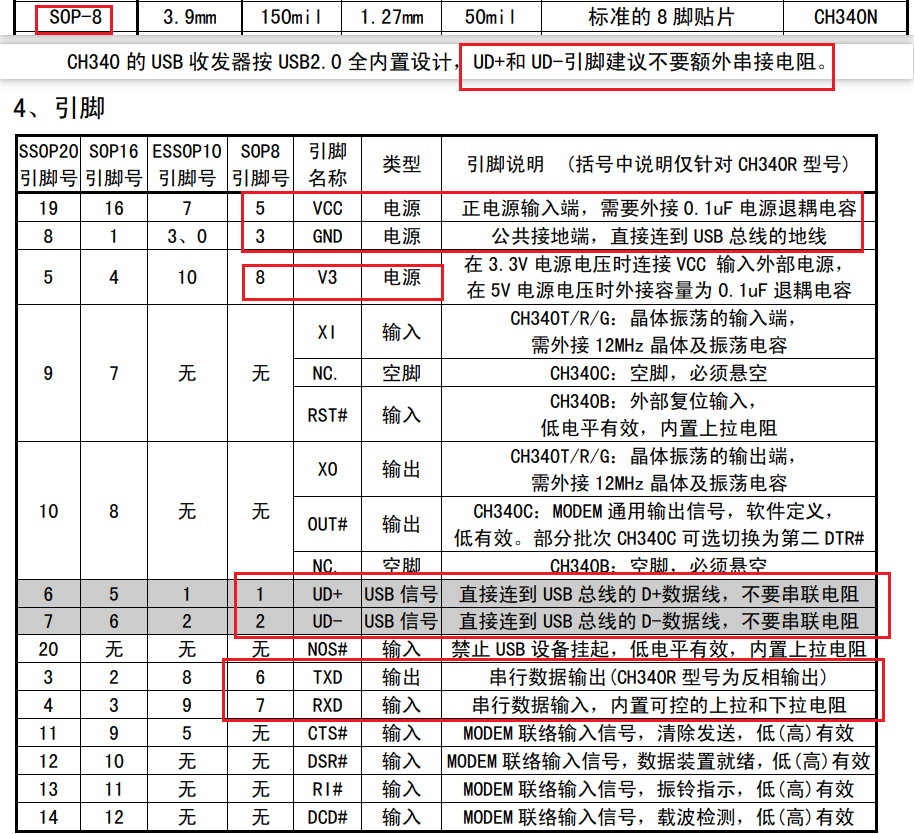 SOP-8 3.9mm 150mil 1.27mm 50mil 标准的8脚贴片 CH340N
CH340 的 USB 收发器按 USB2.0 全内置设计，UD+和 UD-引脚建议不要额外串接电阻。
4、引脚
SSOP20 引脚号 SOP16 引脚号 ESSOP10 引脚号 SOP8 引脚号 引脚名称 类型 引脚说明 （括号中说明仅针对 CH340R 型号）
19 16 7 5 VCC 电源 正电源输入端，需要外接 0.1uF 电源退耦电容
8 1 3、0 3 GND 电源 公共接地端，直接连到 USB 总线的地线
5 4 10 8 V3 电源 在 3.3V 电源电压时连接 VCC 输入外部电源，
在 5V 电源电压时外接容量为 0.1uF 退耦电容
9 7 无 无 XI 输入 CH340T/R/G：晶体振荡的输入端，
需外接 12MHz 晶体及振荡电容
NC. 空脚 CH340C：空脚，必须悬空
RST# 输入 CH340B：外部复位输入，
低电平有效，内置上拉电阻
10 8 无 无 XO 输出 CH340T/R/G：晶体振荡的输出端，
需外接 12MHz 晶体及振荡电容
OUT# 输出 CH340C：MODEM 通用输出信号，软件定义，
低有效。部分批次 CH340C 可选切换为第二 DTR#
NC. 空脚 CH340B：空脚，必须悬空
6 5 1 1 UD+ USB 信号 直接连到 USB 总线的 D+数据线，不要串联电阻
7 6 2 2 UD- USB 信号 直接连到 USB 总线的 D-数据线，不要串联电阻
20 无 无 无 NOS# 输入 禁止 USB 设备挂起，低电平有效，内置上拉电阻
3 2 8 6 TXD 输出 串行数据输出(CH340R 型号为反相输出)
4 3 9 7 RXD 输入 串行数据输入，内置可控的上拉和下拉电阻
11 9 5 无 CTS# 输入 MODEM 联络输入信号，清除发送，低(高)有效
12 10 无 无 DSR# 输入 MODEM 联络输入信号，数据装置就绪，低(高)有效
13 11 无 无 RI# 输入 MODEM 联络输入信号，振铃指示，低(高)有效
14 12 无 无 DCD# 输入 MODEM 联络输入信号，载波检测，低(高)有效